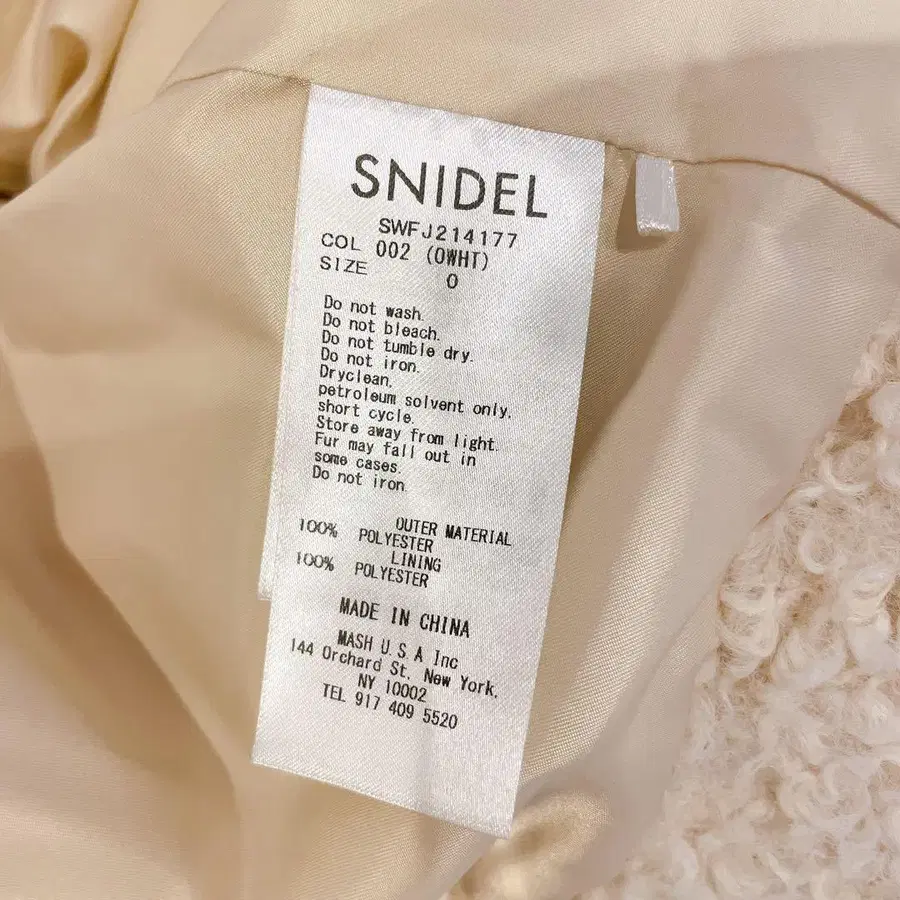 SNIDEL
SWFJ214177
COL 002 (OWHT)
SIZE 0
Do not wash.
Do not bleach.
Do not tumble dry.
Do not iron.
Dryclean.
petroleum solvent only.
short cycle.
Store away from light.
Fur may fall out in
some cases.
Do not iron.
OUTER MATERIAL
100% POLYESTER
LINING
100% POLYESTER
MADE IN CHINA
MASH U.S.A Inc
144 Orchard St. New York.
NY 10002
TEL 917 409 5520